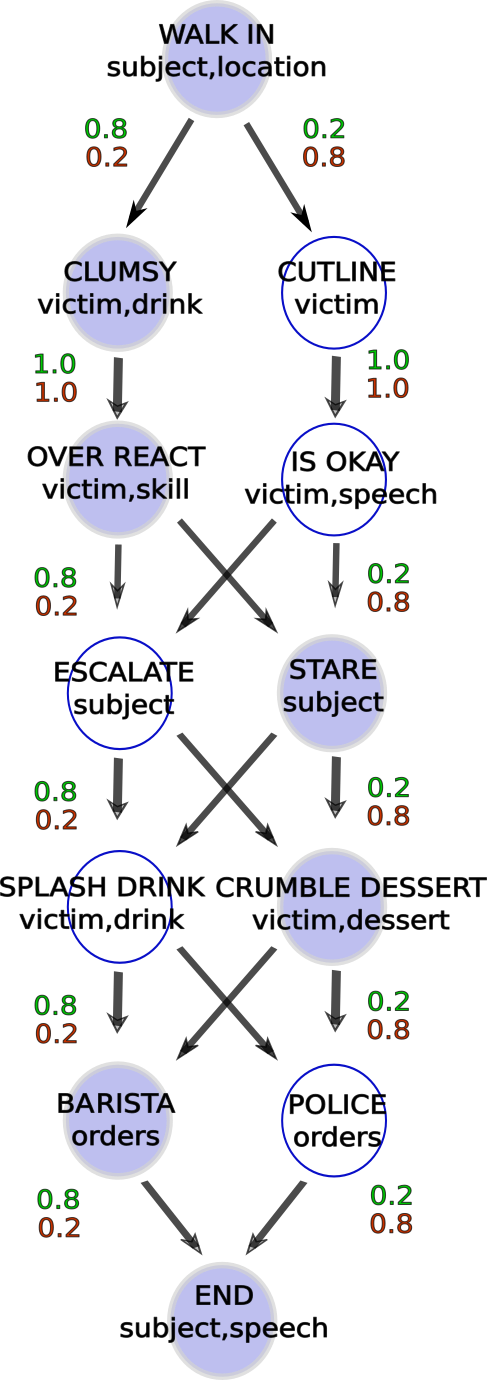 WALK IN
subject,location
0.8
0.2
0.2
0.8
CLUMSY
victim,drink
CUTLINE
victim
1.0
1.0
1.0
1.0
OVER REACT
victim,skill
IS OKAY
victim,speech
0.8
0.2
0.2
0.8
ESCALATE
subject
STARE
subject
0.8
0.2
0.2
0.8
SPLASH DRINK
victim,drink
CRUMBLE DESSERT
victim,dessert
0.8
0.2
0.2
0.8
BARISTA
orders
POLICE
orders
0.8
0.2
0.2
0.8
END
subject,speech